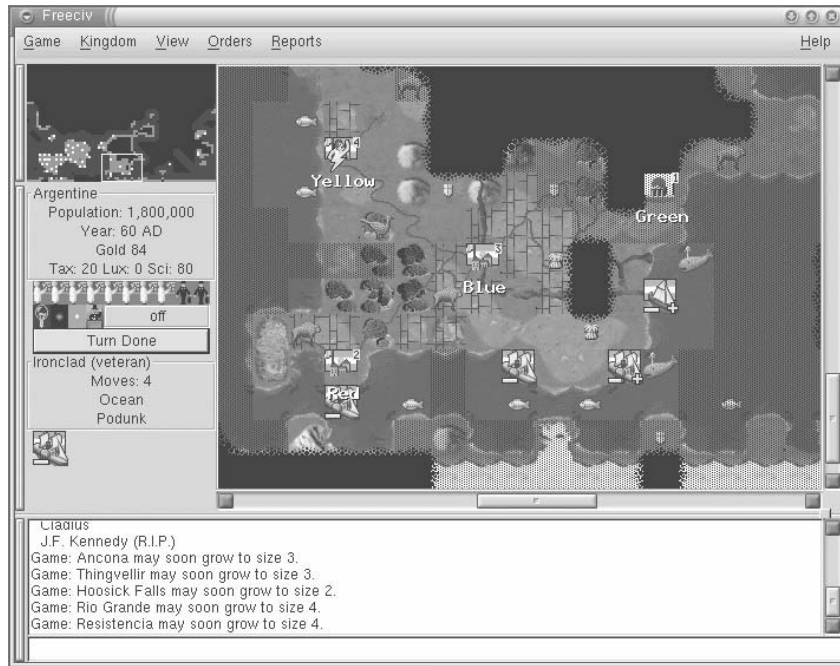 Freeciv
Game Kingdom View Orders Reports Help
Argentine
Population: 1,800,000
Year: 60 AD
Gold 84
Tax: 20 Lux: 0 Sci: 80
off
Turn Done
Ironclad (veteran)
Moves: 4
Ocean
Podunk
4
Yellow
1
Green
3
Blue
2
Red
Cladius
J.F. Kennedy (R.I.P.)
Game: Ancona may soon grow to size 3.
Game: Thingvellir may soon grow to size 3.
Game: Hoosick Falls may soon grow to size 2.
Game: Rio Grande may soon grow to size 4.
Game: Resistencia may soon grow to size 4.